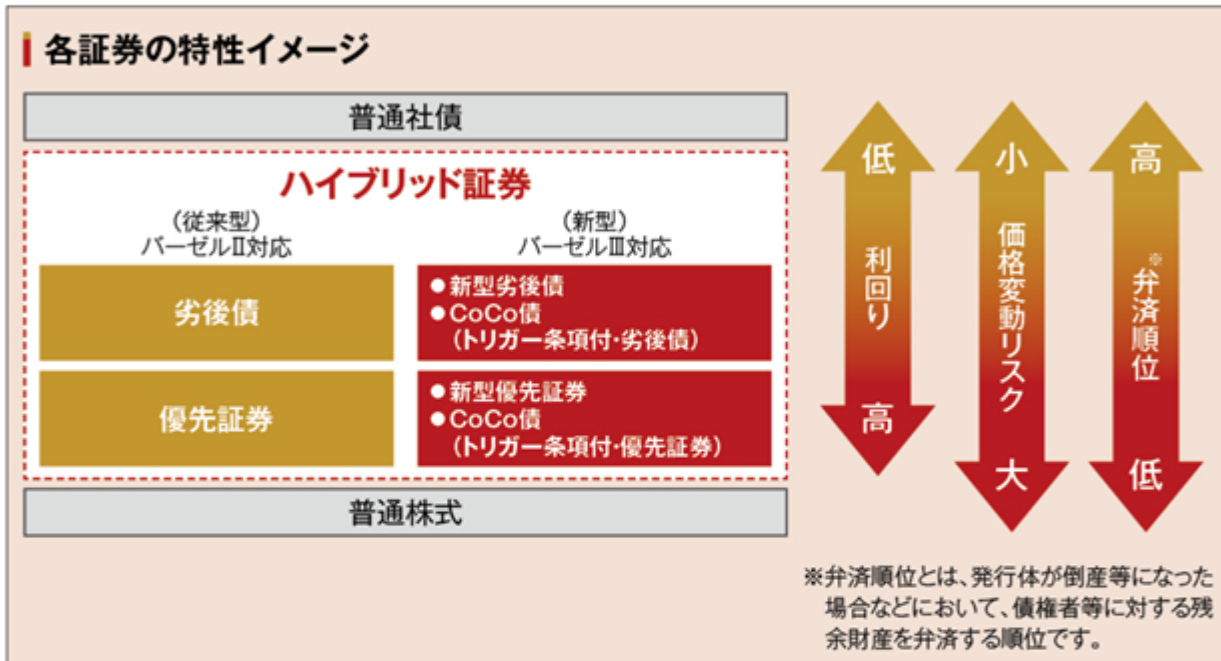 各証券の特性イメージ
普通社債
ハイブリッド証券
(従来型)
バーゼルⅡ対応
(新型)
バーゼルⅢ対応
劣後債
●新型劣後債
●CoCo債
(トリガー条項付・劣後債)
優先証券
●新型優先証券
●CoCo債
(トリガー条項付・優先証券)
普通株式
低
利回り
高
小
価格変動リスク
大
高
※弁済順位
低
※弁済順位とは、発行体が倒産等になった
場合などにおいて、債権者等に対する残
余財産を弁済する順位です。